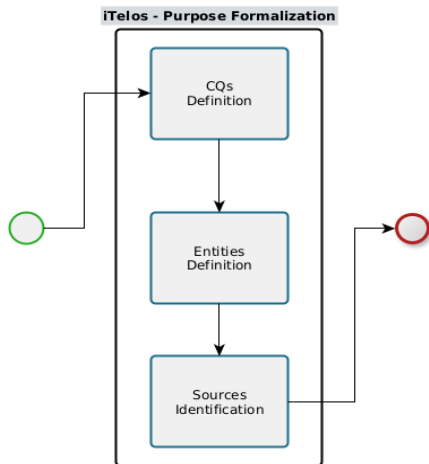 iTelos - Purpose Formalization
CQs
Definition
Entities
Definition
Sources
Identification